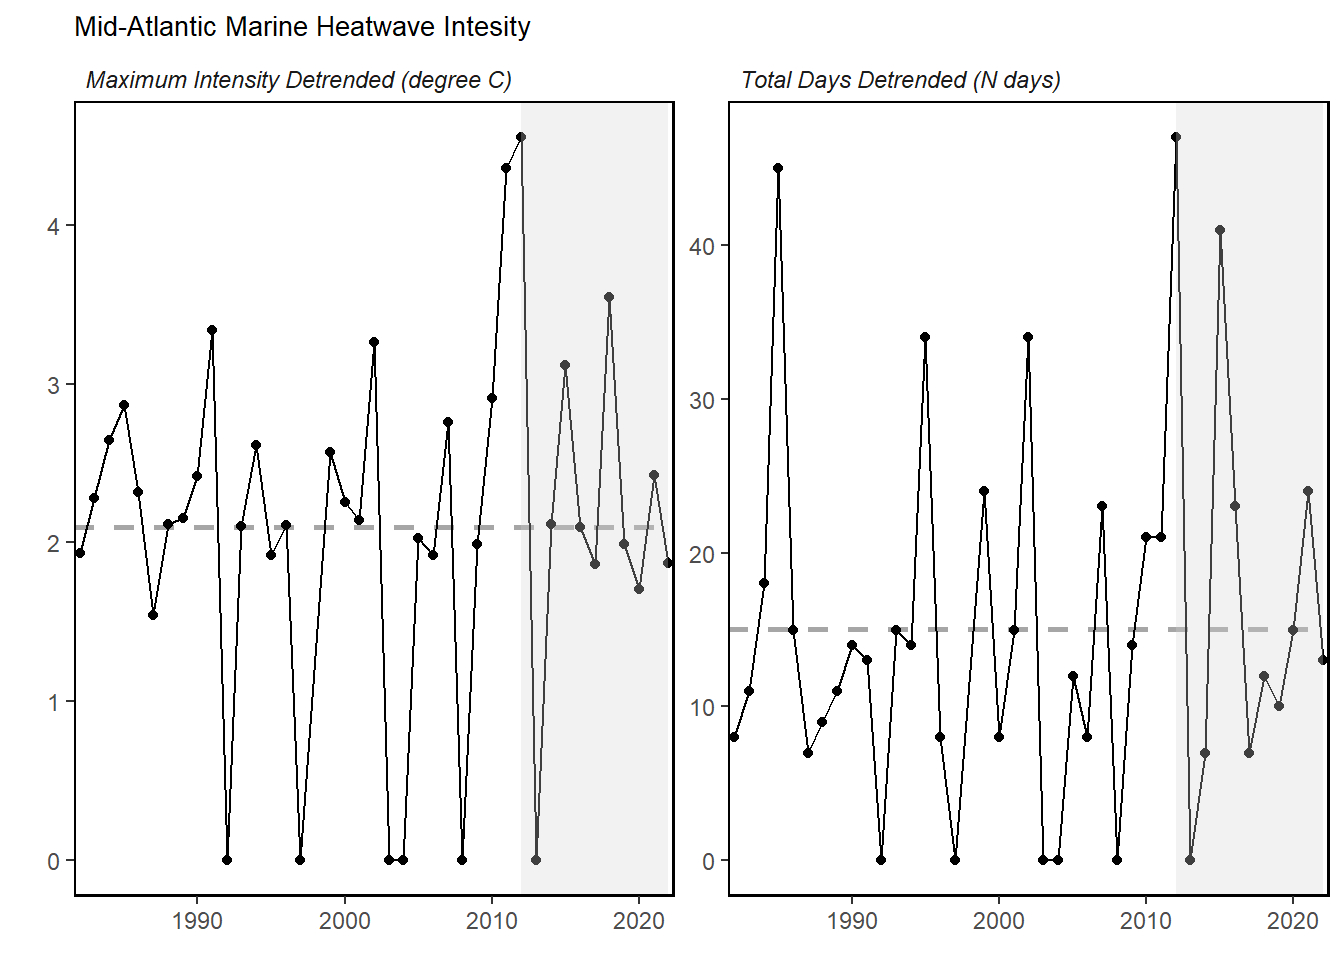 Mid-Atlantic Marine Heatwave Intesity
Maximum Intensity Detrended (degree C)
4
3
2
1
0
1990 2000 2010 2020
Total Days Detrended (N days)
40
30
20
10
0
1990 2000 2010 2020